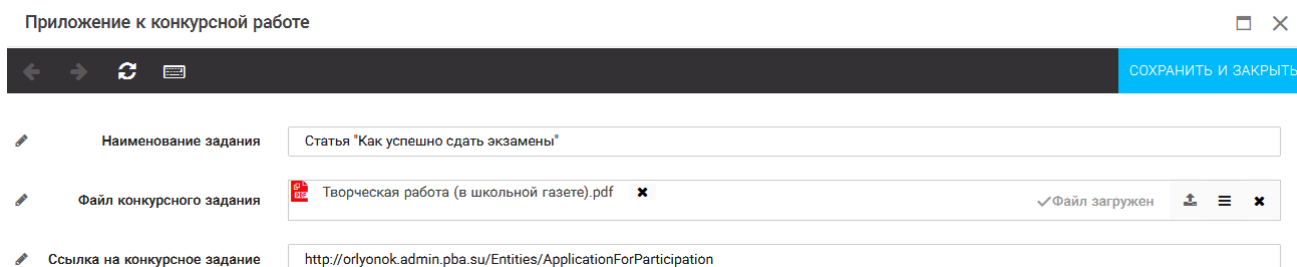 Приложение к конкурсной работе
СОХРАНИТЬ И ЗАКРЫТЬ
Наименование задания Статья "Как успешно сдать экзамены"
Файл конкурсного задания PDF Творческая работа (в школьной газете).pdf Файл загружен
Ссылка на конкурсное задание http://orlyonok.admin.pba.su/Entities/ApplicationForParticipation